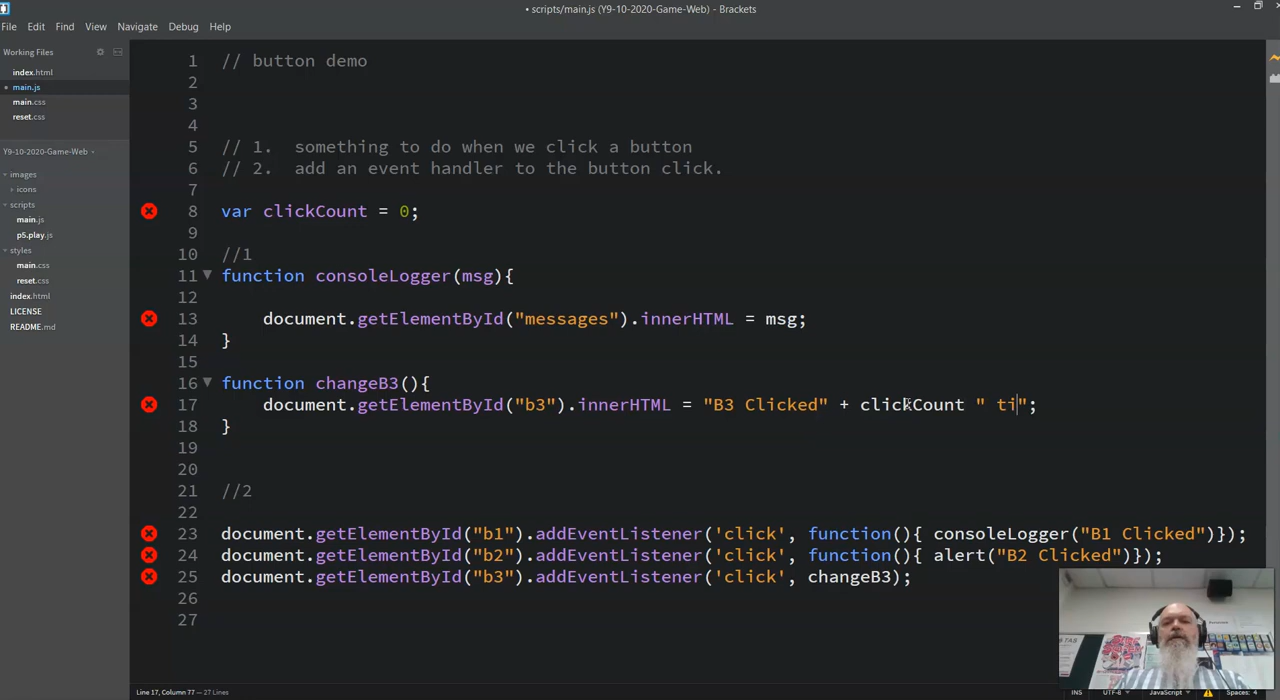 • scripts/main.js (Y9-10-2020-Game-Web) - Brackets
File Edit Find View Navigate Debug Help
Working Files
index.html
• main.js
main.css
reset.css
Y9-10-2020-Game-Web
images
icons
scripts
main.js
p5.play.js
styles
main.css
reset.css
index.html
LICENSE
README.md
1 // button demo
2
3
4
5 // 1. something to do when we click a button
6 // 2. add an event handler to the button click.
7
8 var clickCount = 0;
9
10 //1
11 function consoleLogger(msg){
12
13 document.getElementById("messages").innerHTML = msg;
14 }
15
16 function changeB3(){
17 document.getElementById("b3").innerHTML = "B3 Clicked" + clickCount " ti";
18 }
19
20
21 //2
22
23 document.getElementById("b1").addEventListener('click', function(){ consoleLogger("B1 Clicked")});
24 document.getElementById("b2").addEventListener('click', function(){ alert("B2 Clicked")});
25 document.getElementById("b3").addEventListener('click', changeB3);
26
27
Line 17, Column 77 — 27 Lines
INS UTF-8 JavaScript Spaces: 4